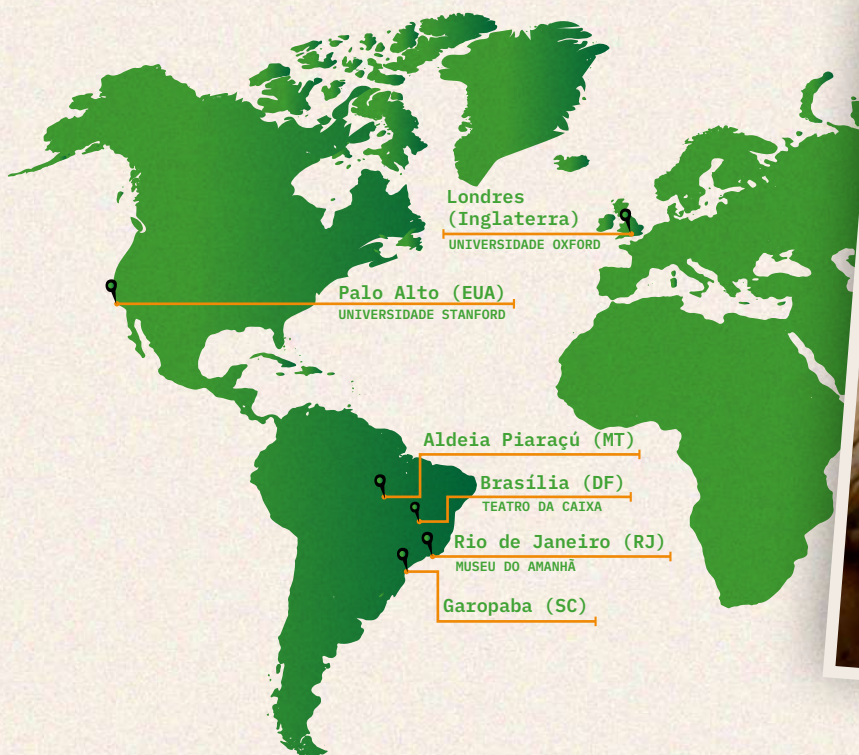 Londres
(Inglaterra)
UNIVERSIDADE OXFORD
Palo Alto (EUA)
UNIVERSIDADE STANFORD
Aldeia Piaraçú (MT)
Brasília (DF)
TEATRO DA CAIXA
Rio de Janeiro (RJ)
MUSEU DO AMANHÃ
Garopaba (SC)